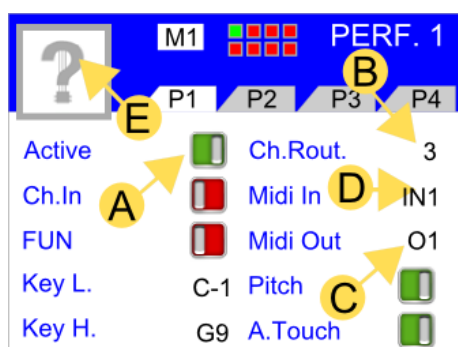 M1 PERF. 1
B
E P1 P2 P3 P4
Active Ch.Rout. 3
Ch.In A Midi In D IN1
FUN Midi Out O1
Key L. C-1 Pitch C
Key H. G9 A.Touch